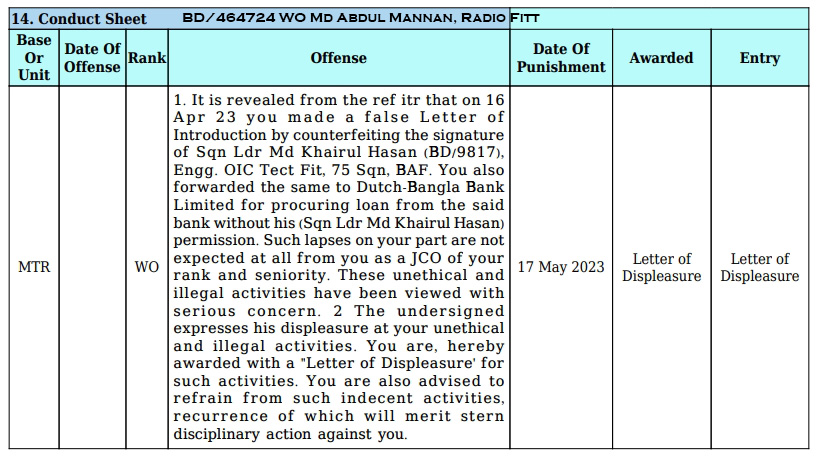 14. Conduct Sheet BD/464724 WO MD ABDUL MANNAN, RADIO FITT
Base Or Unit
Date Of Offense
Rank
Offense
Date Of Punishment
Awarded
Entry
MTR
WO
1. It is revealed from the ref itr that on 16
Apr 23 you made a false Letter of
Introduction by counterfeiting the signature
of Sqn Ldr Md Khairul Hasan (BD/9817),
Engg. OIC Tect Fit, 75 Sqn, BAF. You also
forwarded the same to Dutch-Bangla Bank
Limited for procuring loan from the said
bank without his (Sqn Ldr Md Khairul Hasan)
permission. Such lapses on your part are not
expected at all from you as a JCO of your
rank and seniority. These unethical and
illegal activities have been viewed with
serious concern. 2 The undersigned
expresses his displeasure at your unethical
and illegal activities. You are, hereby
awarded with a "Letter of Displeasure' for
such activities. You are also advised to
refrain from such indecent activities,
recurrence of which will merit stern
disciplinary action against you.
17 May 2023
Letter of
Displeasure
Letter of
Displeasure